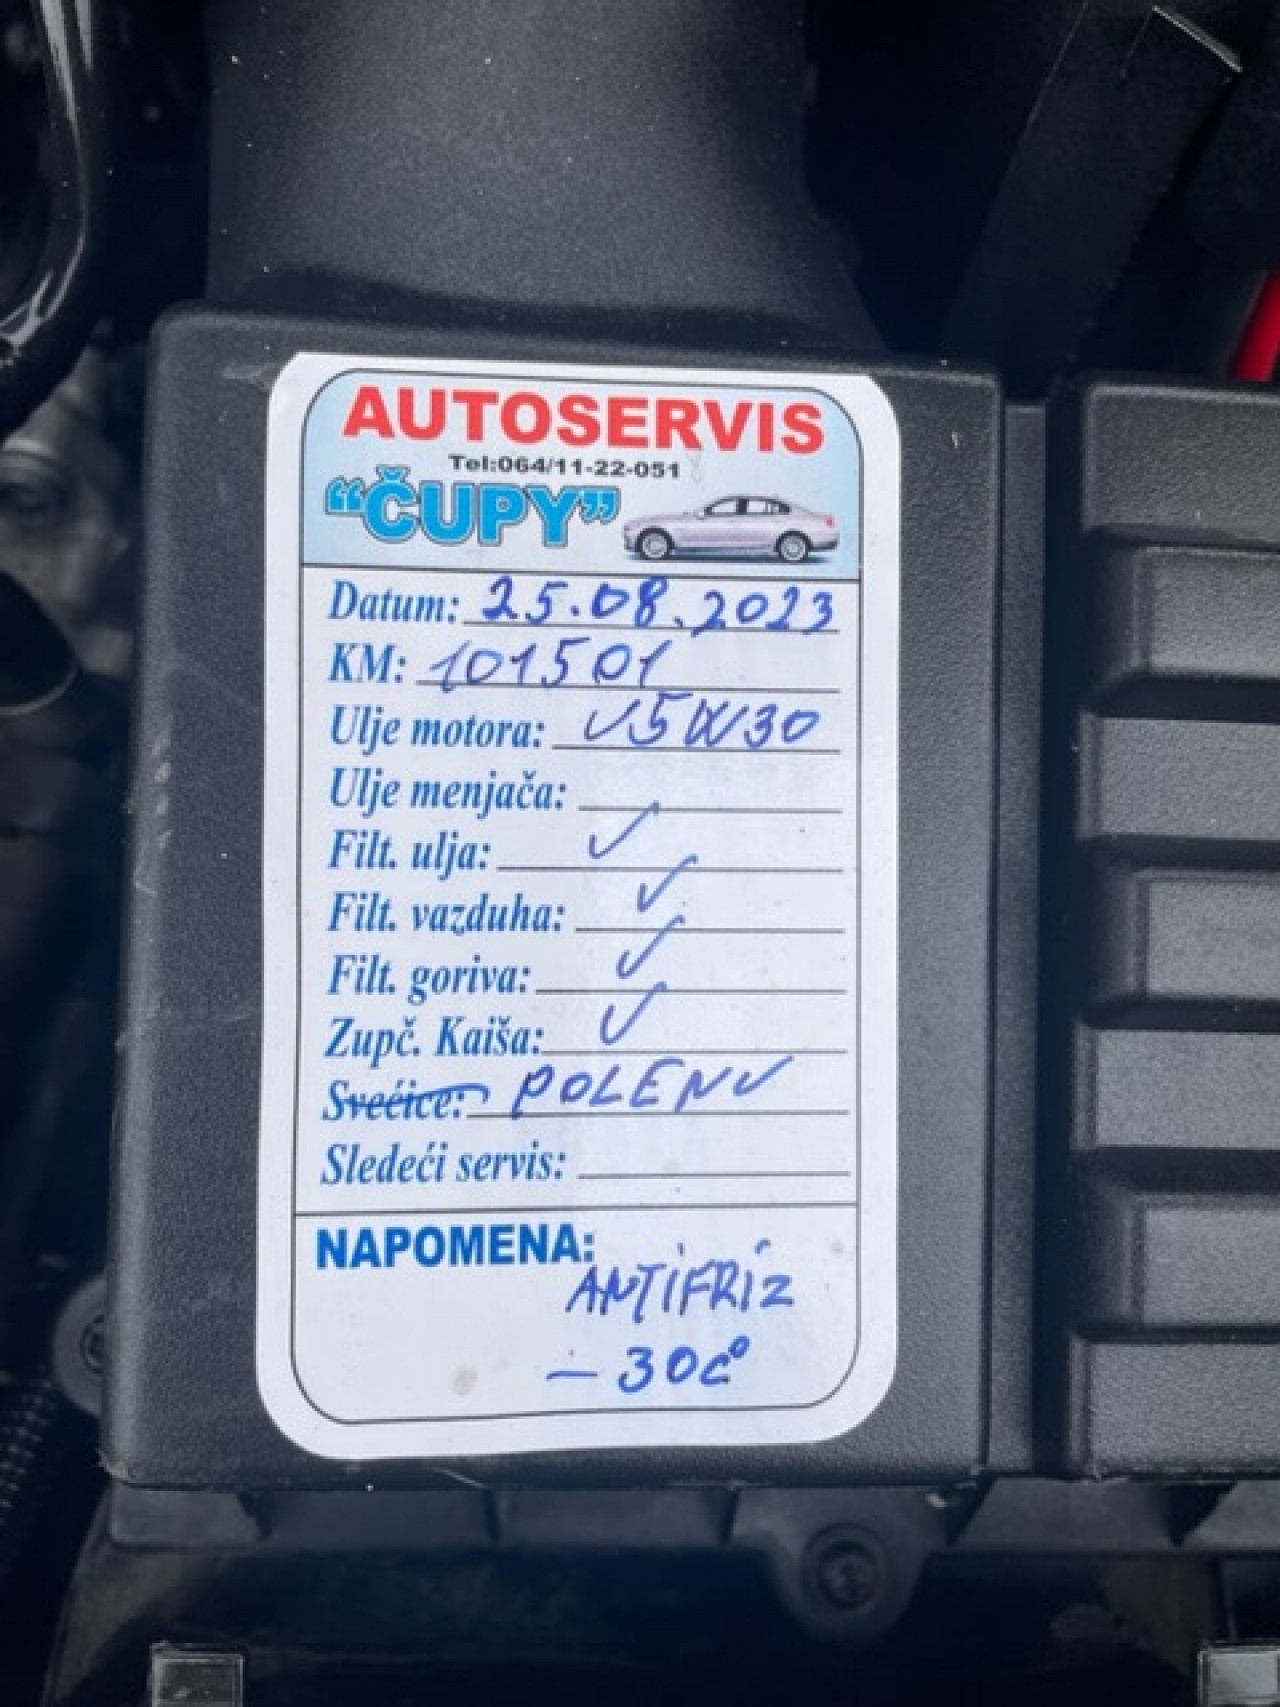 AUTOSERVIS
Tel:064/11-22-051
“ČUPY”
Datum: 25.08.2023
KM: 101501
Ulje motora: ✓ 5W30
Ulje menjača:
Filt. ulja: ✓
Filt. vazduha: ✓
Filt. goriva: ✓
Zupč. Kaiša: ✓
Svećice: POLEN ✓
Sledeći servis:
NAPOMENA:
ANTIFRIZ
-30c°